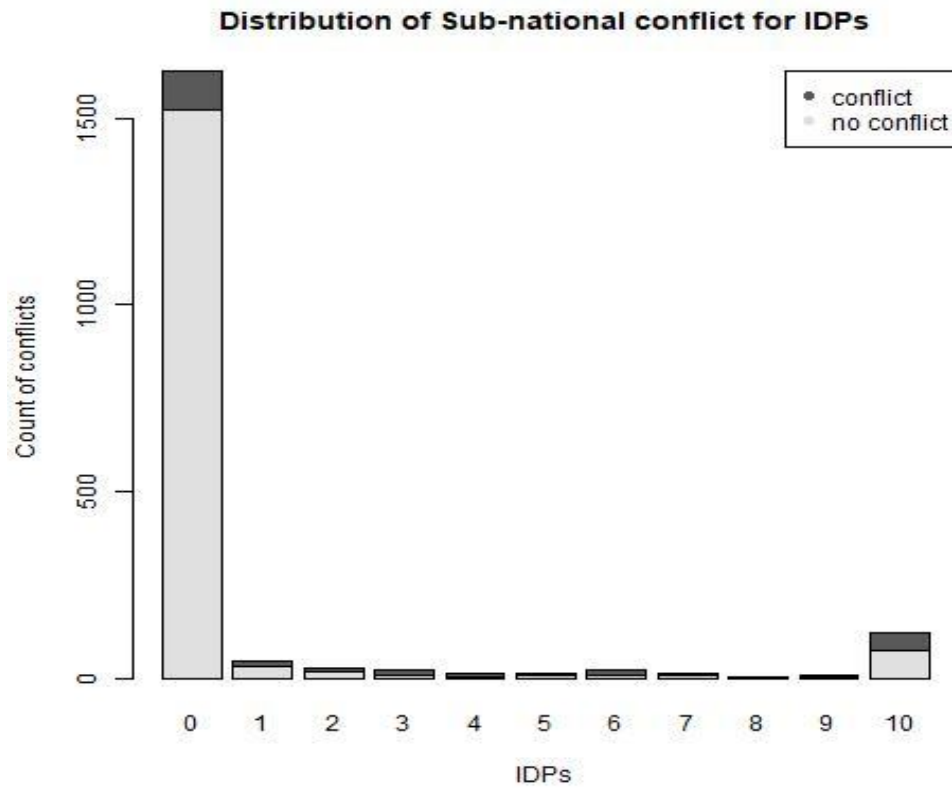 Distribution of Sub-national conflict for IDPs
conflict
no conflict
1500
1000
500
0
Count of conflicts
0 1 2 3 4 5 6 7 8 9 10
IDPs